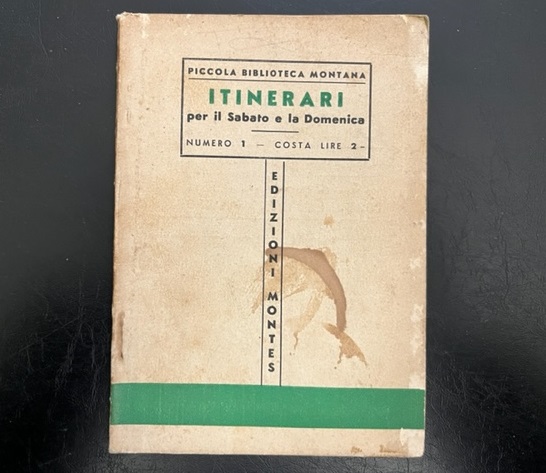 PICCOLA BIBLIOTECA MONTANA
ITINERARI
per il Sabato e la Domenica
NUMERO 1 — COSTA LIRE 2-
EDIZIONI MONTES